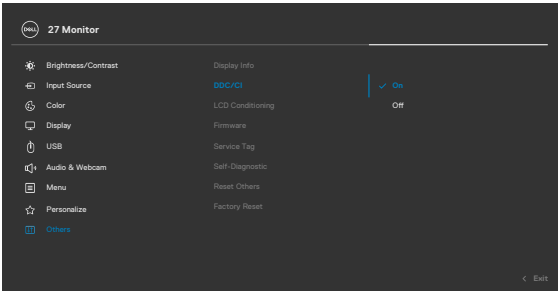 DELL 27 Monitor
Brightness/Contrast
Input Source
Color
Display
USB
Audio & Webcam
Menu
Personalize
Others
Display Info
DDC/CI
LCD Conditioning
Firmware
Service Tag
Self-Diagnostic
Reset Others
Factory Reset
On
Off
Exit